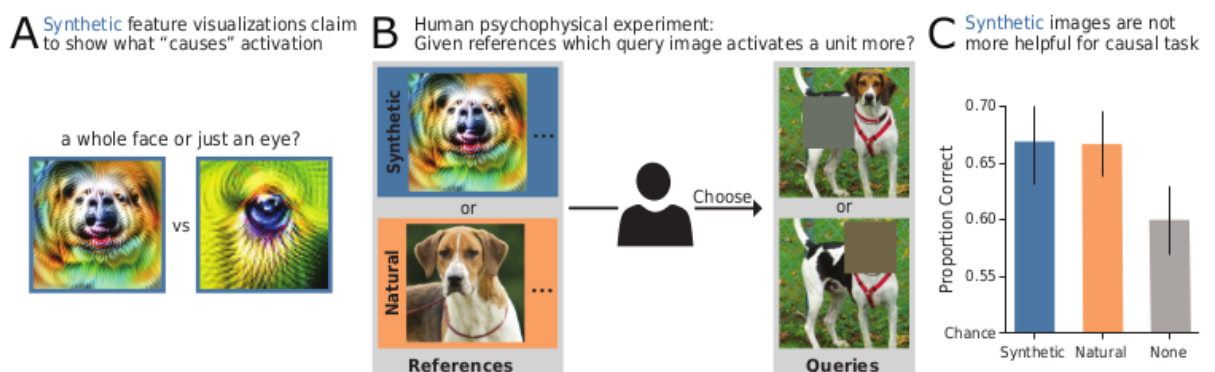 A Synthetic feature visualizations claim
to show what “causes” activation
a whole face or just an eye?
vs
B Human psychophysical experiment:
Given references which query image activates a unit more?
Synthetic
...
or
Natural
...
References
Choose
or
Queries
C Synthetic images are not
more helpful for causal task
Proportion Correct
0.70
0.65
0.60
0.55
Chance
Synthetic Natural None